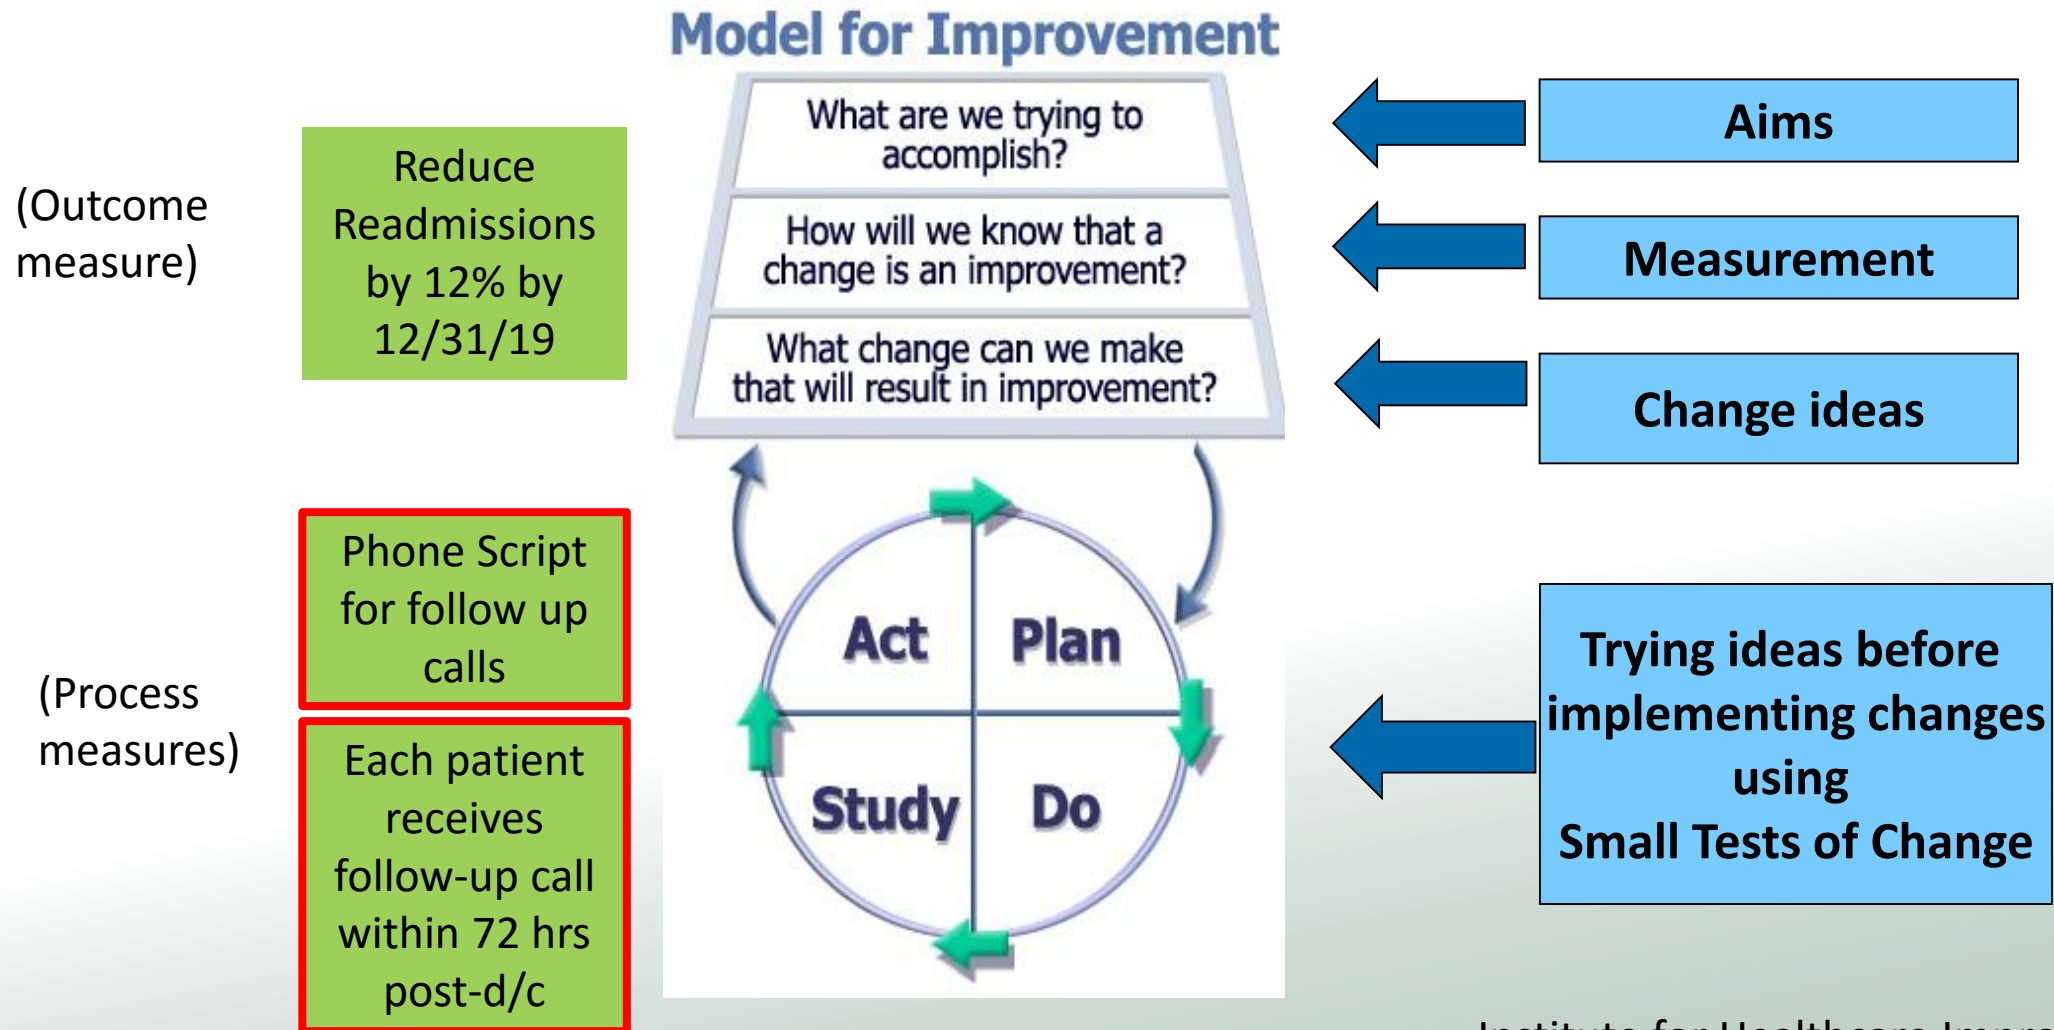 Model for Improvement
(Outcome
measure)
Reduce
Readmissions
by 12% by
12/31/19
What are we trying to
accomplish?
How will we know that a
change is an improvement?
What change can we make
that will result in improvement?
Aims
Measurement
Change ideas
(Process
measures)
Phone Script
for follow up
calls
Each patient
receives
follow-up call
within 72 hrs
post-d/c
Act
Plan
Study
Do
Trying ideas before
implementing changes
using
Small Tests of Change
Institute for Healthcare